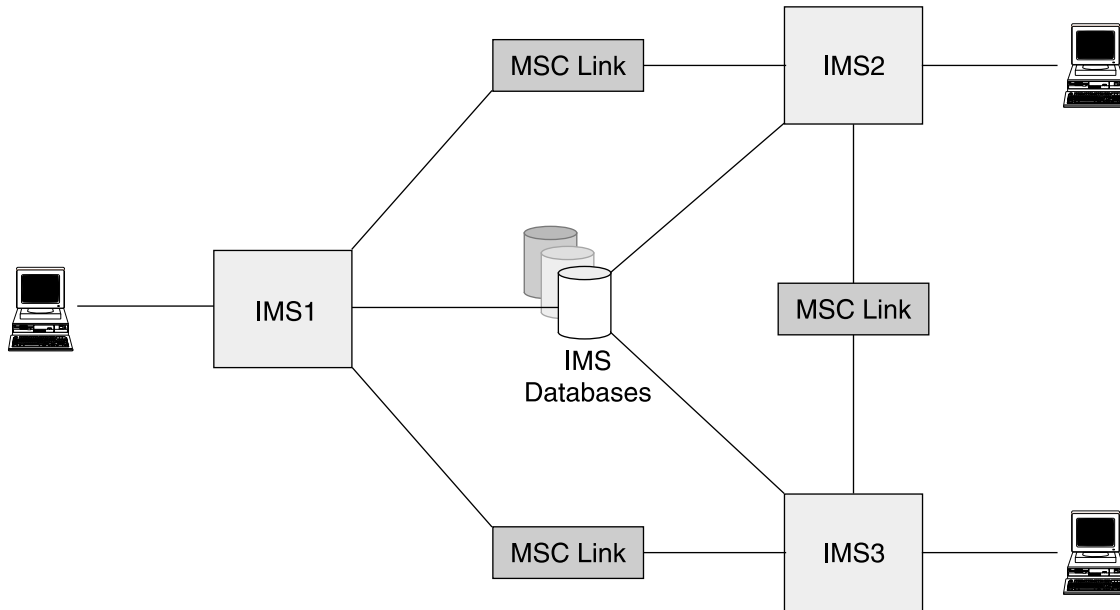 MSC Link
IMS2
IMS1
IMS
Databases
MSC Link
MSC Link
IMS3